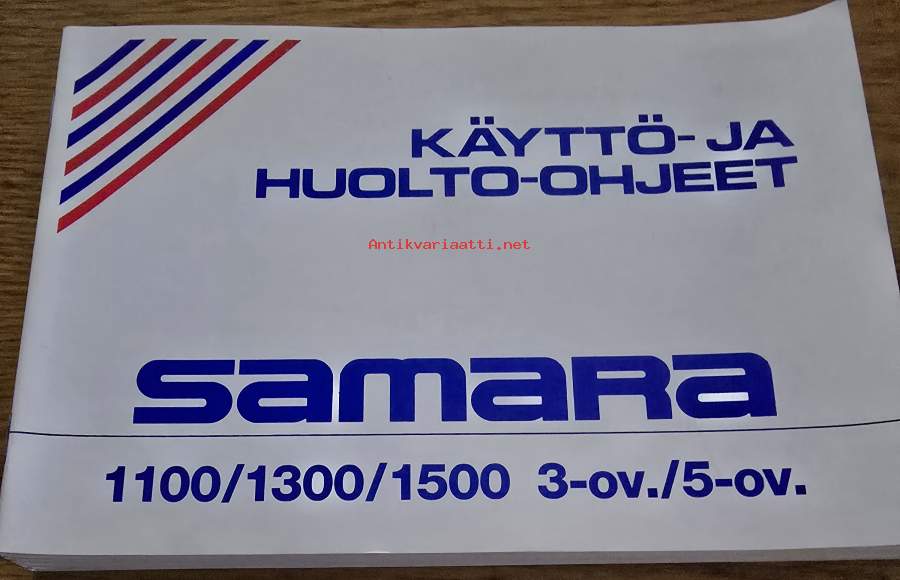 KÄYTTÖ- JA
HUOLTO-OHJEET
Antikvariaatti.net
samara
1100/1300/1500 3-ov./5-ov.